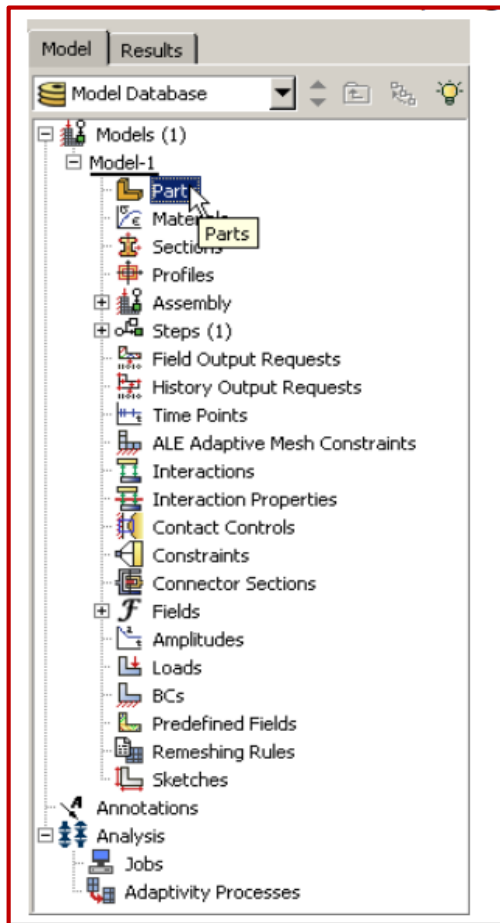 Model Results
Model Database
Models (1)
Model-1
Parts
Materials
Parts
Sections
Profiles
Assembly
Steps (1)
Field Output Requests
History Output Requests
Time Points
ALE Adaptive Mesh Constraints
Interactions
Interaction Properties
Contact Controls
Constraints
Connector Sections
Fields
Amplitudes
Loads
BCs
Predefined Fields
Remeshing Rules
Sketches
Annotations
Analysis
Jobs
Adaptivity Processes